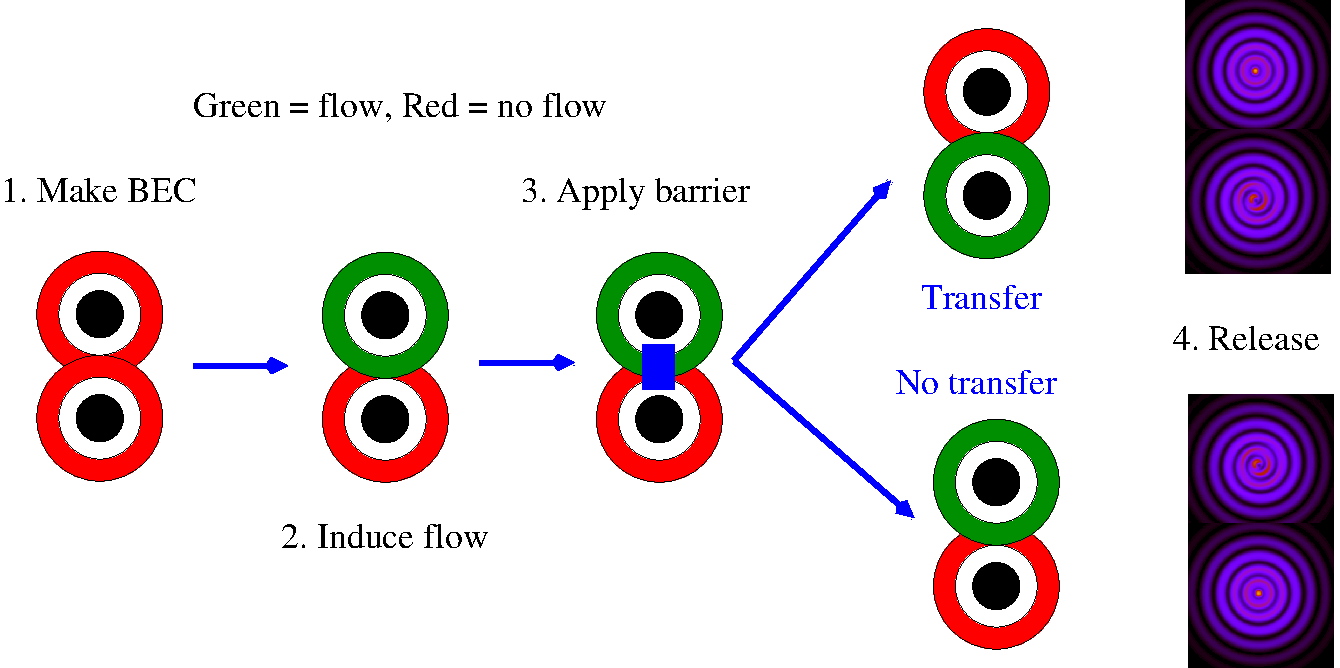 Green = flow, Red = no flow
1. Make BEC
3. Apply barrier
Transfer
4. Release
No transfer
2. Induce flow